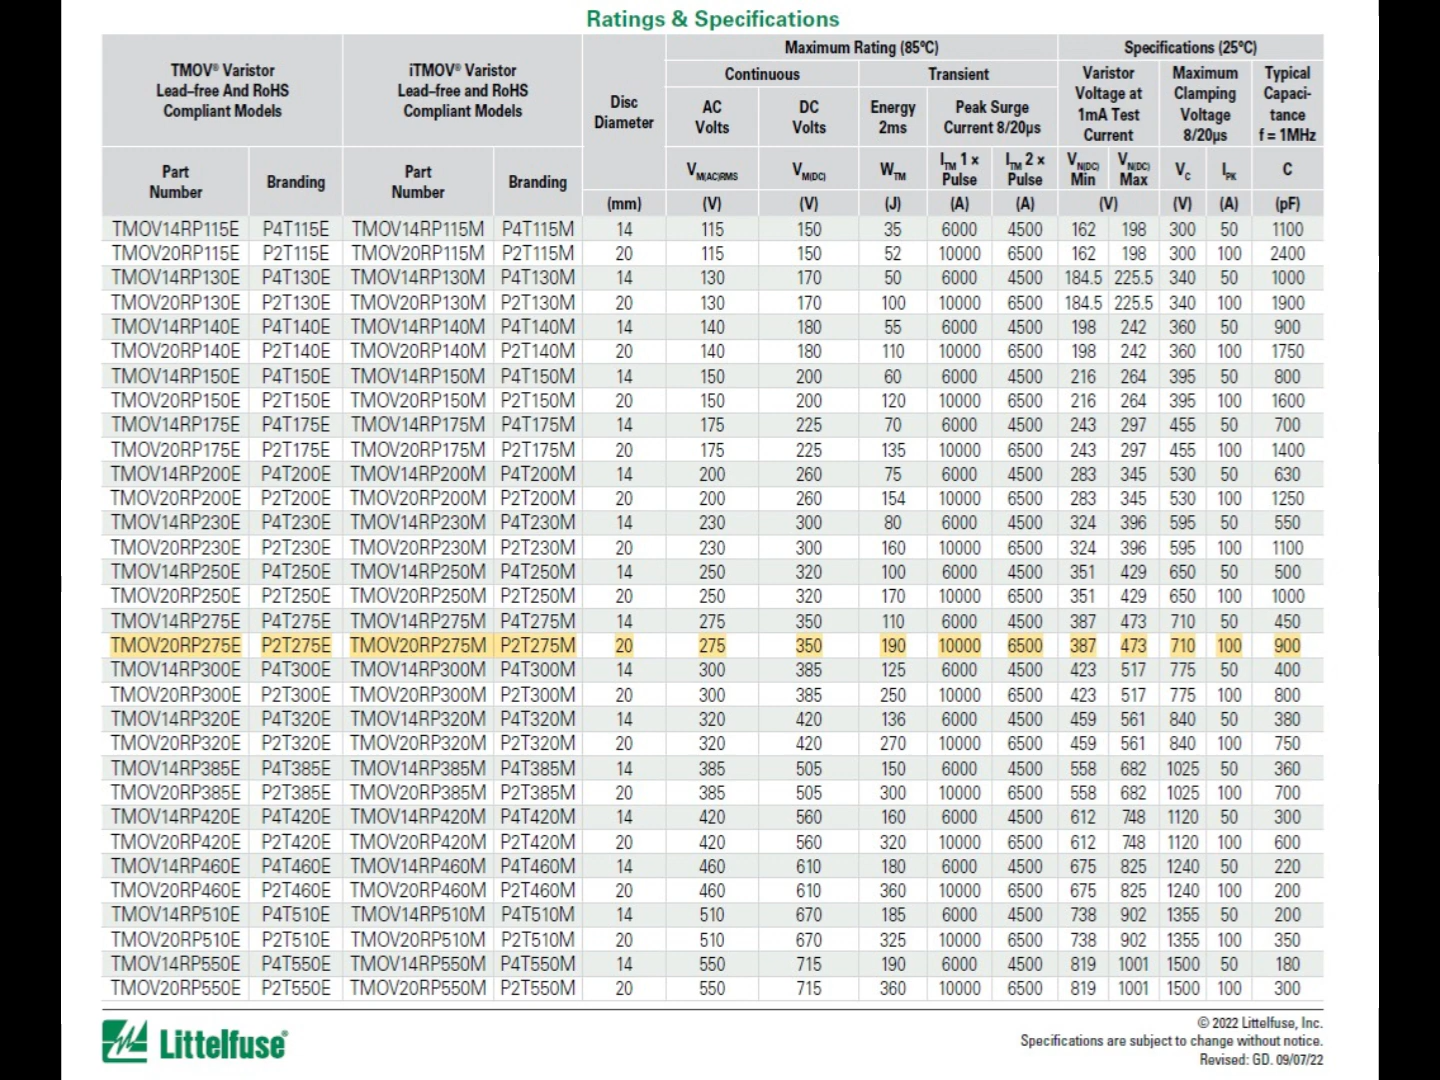 Ratings & Specifications
TMOV® Varistor
Lead–free And RoHS
Compliant Models
iTMOV® Varistor
Lead–free and RoHS
Compliant Models
Disc
Diameter
Maximum Rating (85ºC)
Specifications (25ºC)
Continuous
Transient
Varistor
Voltage at
1mA Test
Current
Maximum
Clamping
Voltage
8/20µs
Typical
Capaci-
tance
f = 1MHz
AC
Volts
DC
Volts
Energy
2ms
Peak Surge
Current 8/20µs
Part
Number
Branding
Part
Number
Branding
VM(AC)RMS
VM(DC)
WTM
ITM 1 x
Pulse
ITM 2 x
Pulse
VN(DC)
Min
VN(DC)
Max
VC
IPK
C
(mm) (V) (V) (J) (A) (A) (V) (V) (A) (pF)
TMOV14RP115E P4T115E TMOV14RP115M P4T115M 14 115 150 35 6000 4500 162 198 300 50 1100
TMOV20RP115E P2T115E TMOV20RP115M P2T115M 20 115 150 52 10000 6500 162 198 300 100 2400
TMOV14RP130E P4T130E TMOV14RP130M P4T130M 14 130 170 50 6000 4500 184.5 225.5 340 50 1000
TMOV20RP130E P2T130E TMOV20RP130M P2T130M 20 130 170 100 10000 6500 184.5 225.5 340 100 1900
TMOV14RP140E P4T140E TMOV14RP140M P4T140M 14 140 180 55 6000 4500 198 242 360 50 900
TMOV20RP140E P2T140E TMOV20RP140M P2T140M 20 140 180 110 10000 6500 198 242 360 100 1750
TMOV14RP150E P4T150E TMOV14RP150M P4T150M 14 150 200 60 6000 4500 216 264 395 50 800
TMOV20RP150E P2T150E TMOV20RP150M P2T150M 20 150 200 120 10000 6500 216 264 395 100 1600
TMOV14RP175E P4T175E TMOV14RP175M P4T175M 14 175 225 70 6000 4500 243 297 455 50 700
TMOV20RP175E P2T175E TMOV20RP175M P2T175M 20 175 225 135 10000 6500 243 297 455 100 1400
TMOV14RP200E P4T200E TMOV14RP200M P4T200M 14 200 260 75 6000 4500 283 345 530 50 630
TMOV20RP200E P2T200E TMOV20RP200M P2T200M 20 200 260 154 10000 6500 283 345 530 100 1250
TMOV14RP230E P4T230E TMOV14RP230M P4T230M 14 230 300 80 6000 4500 324 396 595 50 550
TMOV20RP230E P2T230E TMOV20RP230M P2T230M 20 230 300 160 10000 6500 324 396 595 100 1100
TMOV14RP250E P4T250E TMOV14RP250M P4T250M 14 250 320 100 6000 4500 351 429 650 50 500
TMOV20RP250E P2T250E TMOV20RP250M P2T250M 20 250 320 170 10000 6500 351 429 650 100 1000
TMOV14RP275E P4T275E TMOV14RP275M P4T275M 14 275 350 110 6000 4500 387 473 710 50 450
TMOV20RP275E P2T275E TMOV20RP275M P2T275M 20 275 350 190 10000 6500 387 473 710 100 900
TMOV14RP300E P4T300E TMOV14RP300M P4T300M 14 300 385 125 6000 4500 423 517 775 50 400
TMOV20RP300E P2T300E TMOV20RP300M P2T300M 20 300 385 250 10000 6500 423 517 775 100 800
TMOV14RP320E P4T320E TMOV14RP320M P4T320M 14 320 420 136 6000 4500 459 561 840 50 380
TMOV20RP320E P2T320E TMOV20RP320M P2T320M 20 320 420 270 10000 6500 459 561 840 100 750
TMOV14RP385E P4T385E TMOV14RP385M P4T385M 14 385 505 150 6000 4500 558 682 1025 50 360
TMOV20RP385E P2T385E TMOV20RP385M P2T385M 20 385 505 300 10000 6500 558 682 1025 100 700
TMOV14RP420E P4T420E TMOV14RP420M P4T420M 14 420 560 160 6000 4500 612 748 1120 50 300
TMOV20RP420E P2T420E TMOV20RP420M P2T420M 20 420 560 320 10000 6500 612 748 1120 100 600
TMOV14RP460E P4T460E TMOV14RP460M P4T460M 14 460 610 180 6000 4500 675 825 1240 50 220
TMOV20RP460E P2T460E TMOV20RP460M P2T460M 20 460 610 360 10000 6500 675 825 1240 100 200
TMOV14RP510E P4T510E TMOV14RP510M P4T510M 14 510 670 185 6000 4500 738 902 1355 50 200
TMOV20RP510E P2T510E TMOV20RP510M P2T510M 20 510 670 325 10000 6500 738 902 1355 100 350
TMOV14RP550E P4T550E TMOV14RP550M P4T550M 14 550 715 190 6000 4500 819 1001 1500 50 180
TMOV20RP550E P2T550E TMOV20RP550M P2T550M 20 550 715 360 10000 6500 819 1001 1500 100 300
Littelfuse®
© 2022 Littelfuse, Inc.
Specifications are subject to change without notice.
Revised: GD. 09/07/22